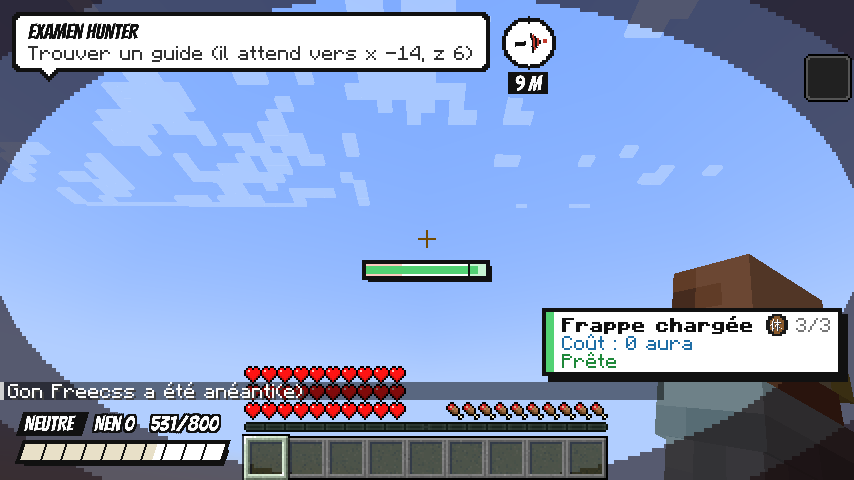 EXAMEN HUNTER
Trouver un guide (il attend vers x -14, z 6)
9 M
Frappe chargée 3/3
Coût : 0 aura
Prête
Gon Freecss a été anéanti(e)
NEUTRE NEN 0 531/800